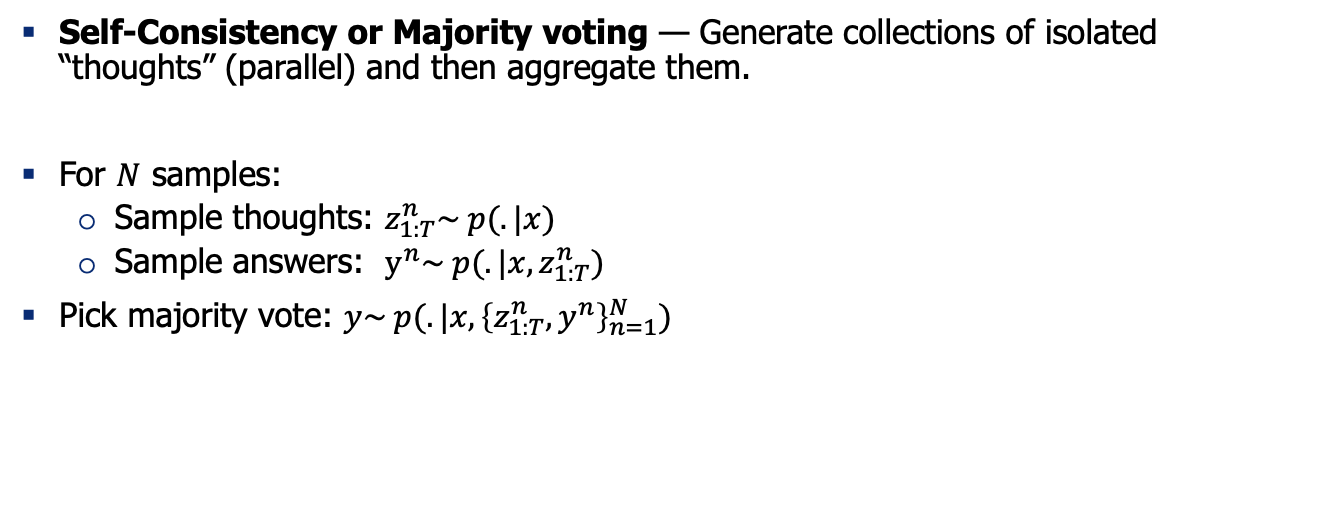 ▪ Self-Consistency or Majority voting — Generate collections of isolated
“thoughts” (parallel) and then aggregate them.
▪ For N samples:
○ Sample thoughts: z^n_{1:T} ~ p(. |x)
○ Sample answers: y^n ~ p(. |x, z^n_{1:T})
▪ Pick majority vote: y~ p(. |x, {z^n_{1:T}, y^n}^N_{n=1})